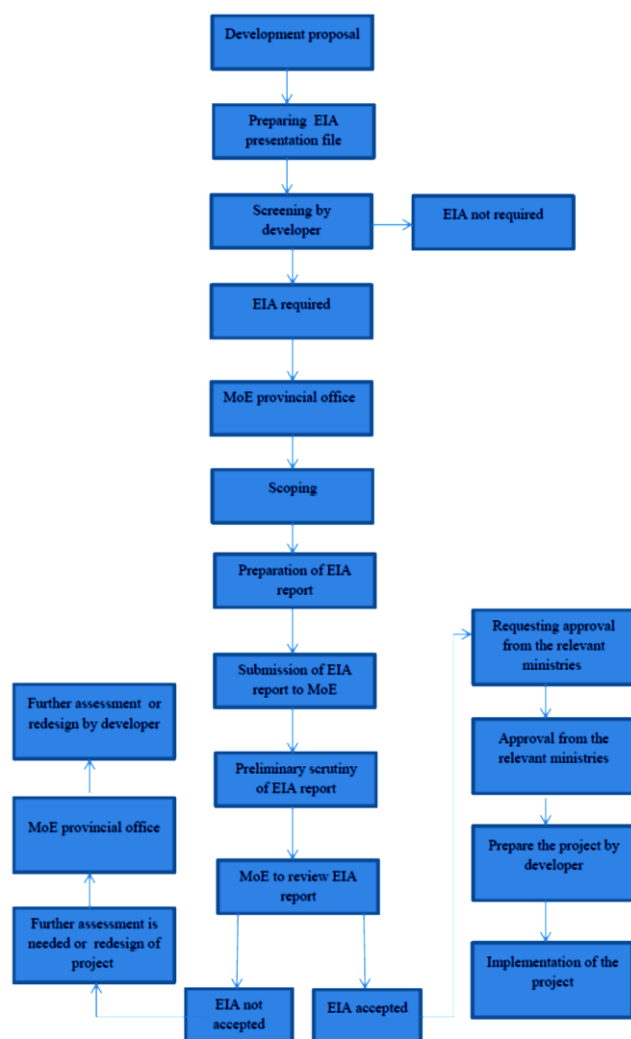 Development proposal
Preparing EIA
presentation file
Screening by
developer
EIA not required
EIA required
MoE provincial office
Scoping
Preparation of EIA
report
Submission of EIA
report to MoE
Preliminary scrutiny
of EIA report
MoE to review EIA
report
EIA not
accepted
EIA accepted
Further assessment is
needed or redesign of
project
MoE provincial office
Further assessment or
redesign by developer
Requesting approval
from the relevant
ministries
Approval from the
relevant ministries
Prepare the project by
developer
Implementation of the
project